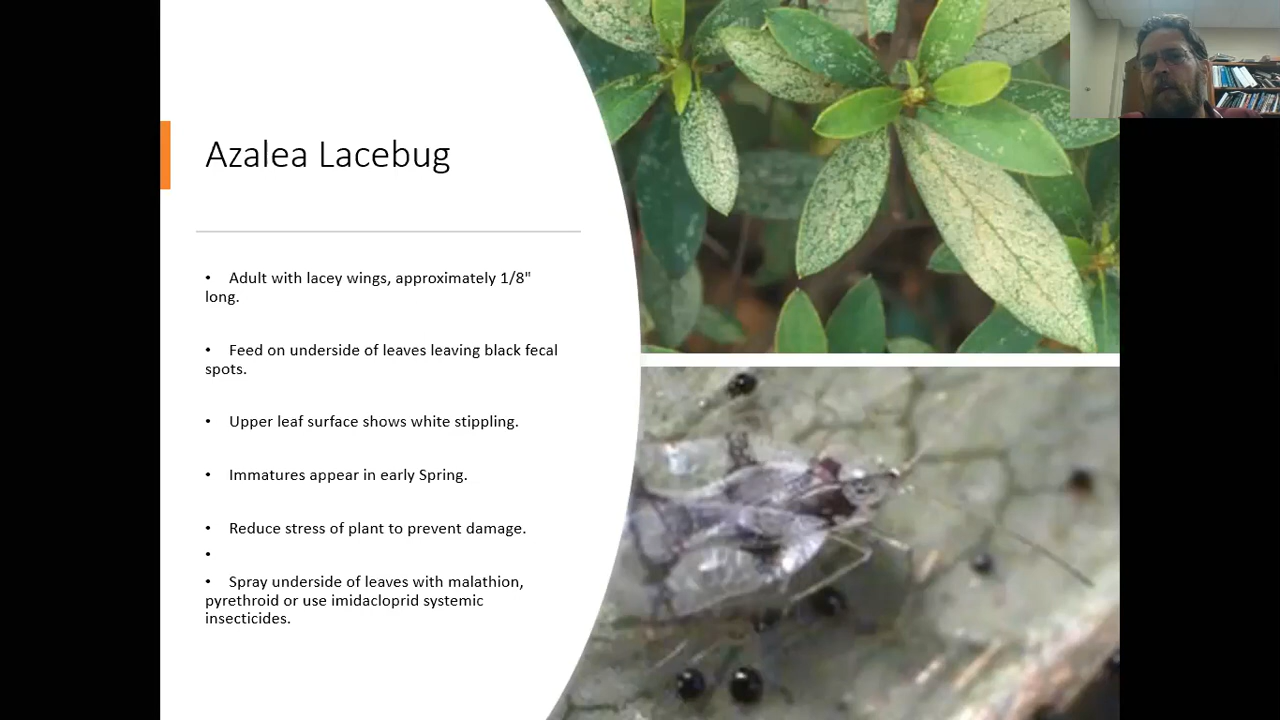 Azalea Lacebug
• Adult with lacey wings, approximately 1/8"
long.
• Feed on underside of leaves leaving black fecal
spots.
• Upper leaf surface shows white stippling.
• Immatures appear in early Spring.
• Reduce stress of plant to prevent damage.
•
• Spray underside of leaves with malathion,
pyrethroid or use imidacloprid systemic
insecticides.